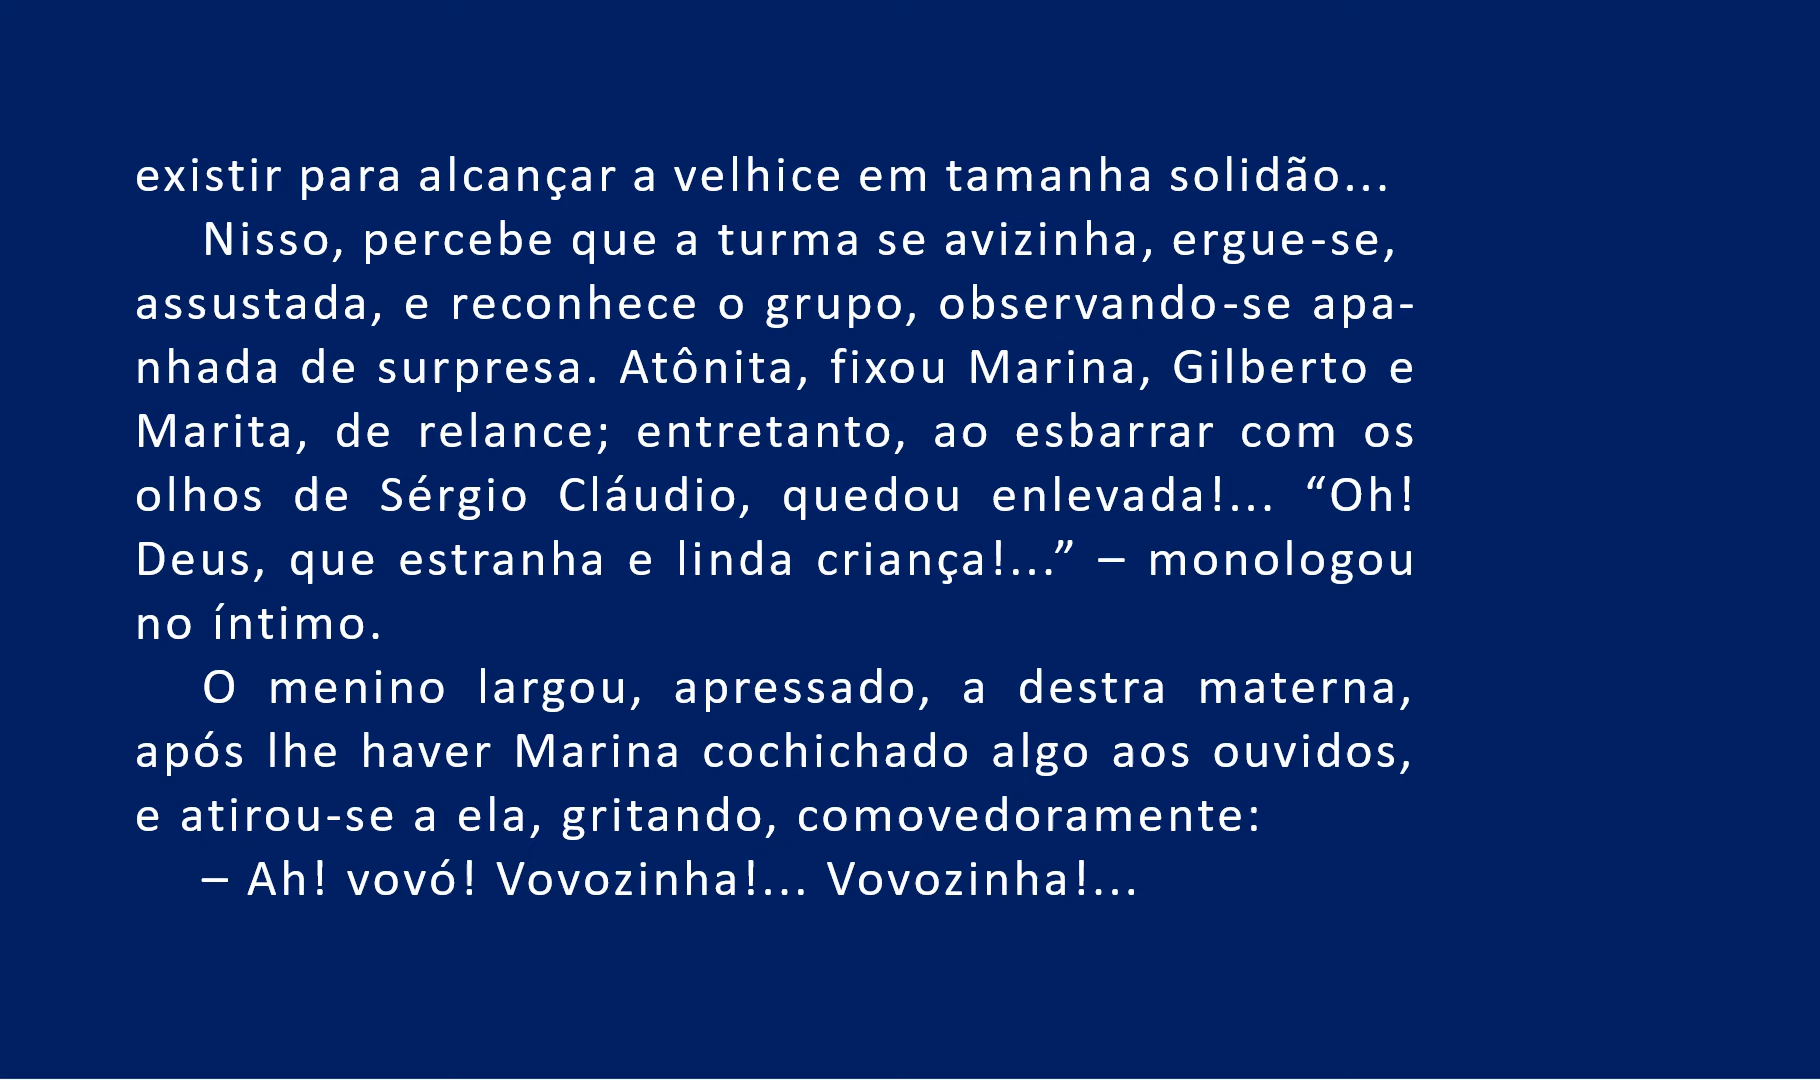 existir para alcançar a velhice em tamanha solidão...
Nisso, percebe que a turma se avizinha, ergue-se,
assustada, e reconhece o grupo, observando-se apa-
nhada de surpresa. Atônita, fixou Marina, Gilberto e
Marita, de relance; entretanto, ao esbarrar com os
olhos de Sérgio Cláudio, quedou enlevada!... “Oh!
Deus, que estranha e linda criança!...” – monologou
no íntimo.
O menino largou, apressado, a destra materna,
após lhe haver Marina cochichado algo aos ouvidos,
e atirou-se a ela, gritando, comovedoramente:
– Ah! vovó! Vovozinha!... Vovozinha!...